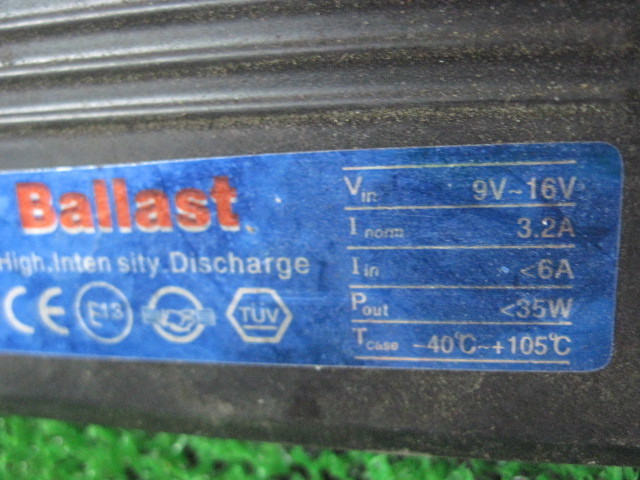 Ballast
High.Inten sity.Discharge
CE E13 TUV
Vin 9V~16V
I norm 3.2A
Iin <6A
Pout <35W
Tcase -40℃~+105℃